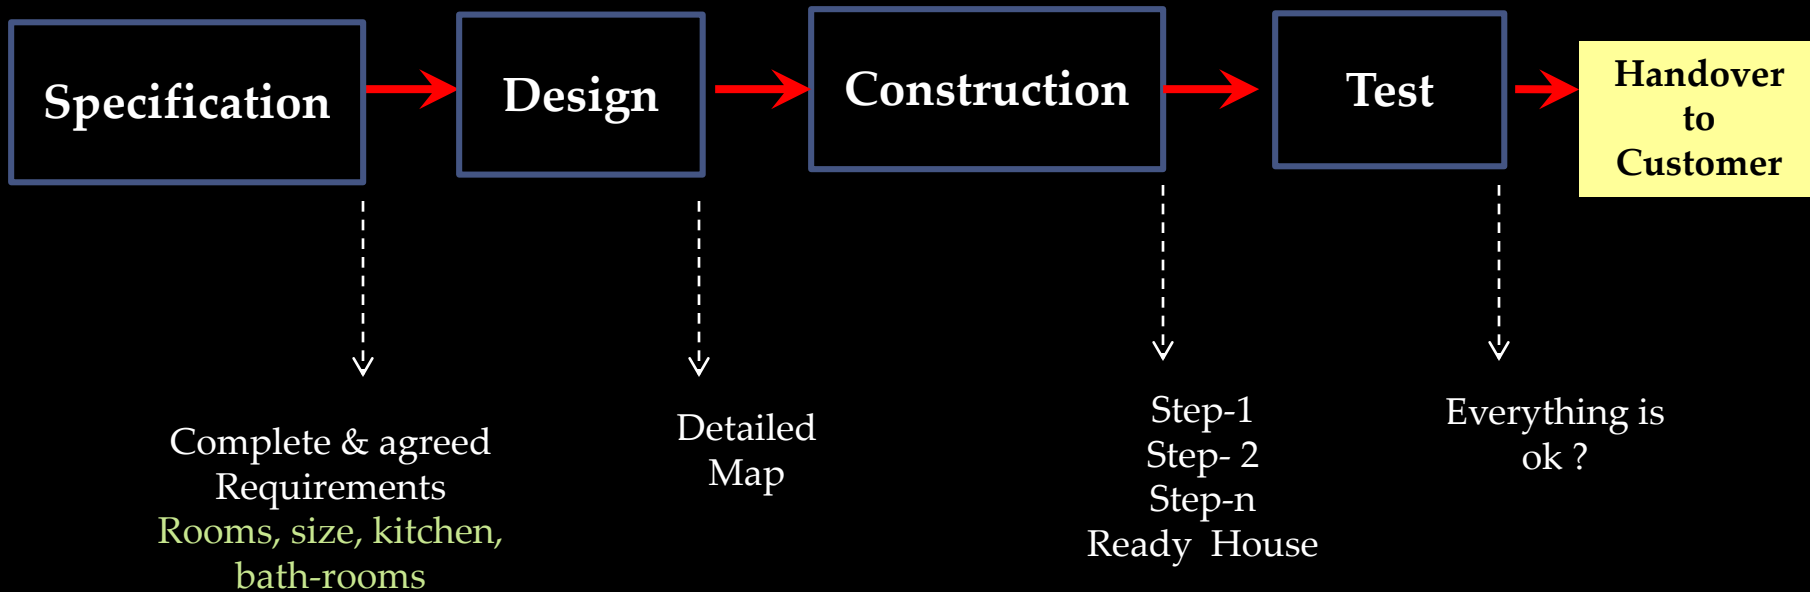 Specification
Design
Construction
Test
Handover
to
Customer
Complete & agreed
Requirements
Rooms, size, kitchen,
bath-rooms
Detailed
Map
Step-1
Step- 2
Step-n
Ready House
Everything is
ok ?